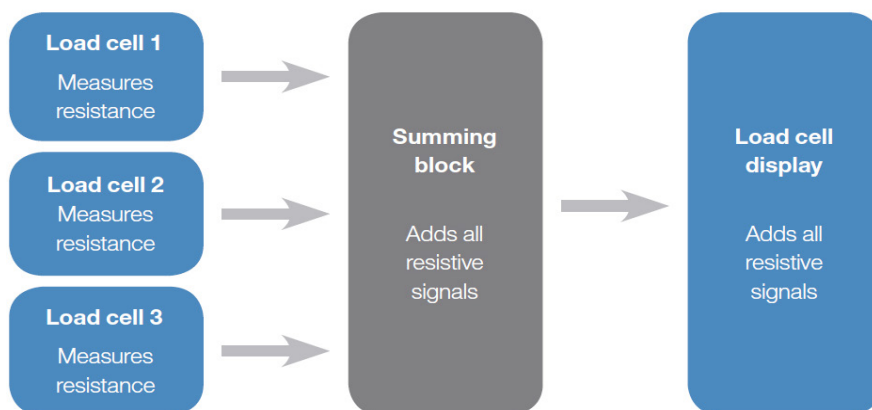 Load cell 1
Measures
resistance
Load cell 2
Measures
resistance
Load cell 3
Measures
resistance
Summing
block
Adds all
resistive
signals
Load cell
display
Adds all
resistive
signals